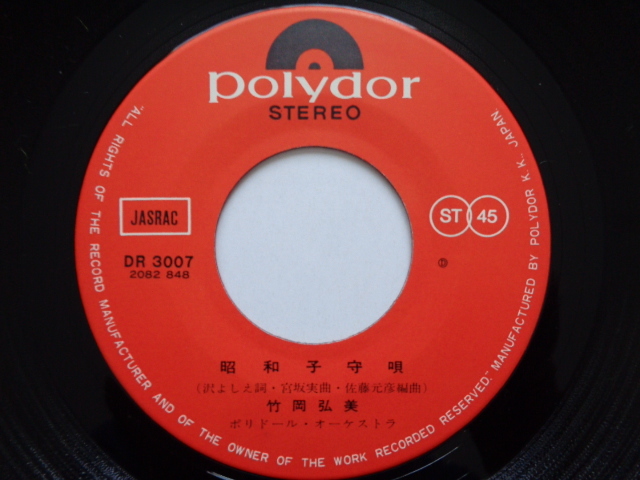 polydor
STEREO
JASRAC
ST 45
DR 3007
2082 848
Ⓓ
昭和子守唄
(沢よしえ詞・宮坂実曲・佐藤元彦編曲)
竹岡弘美
ポリドール・オーケストラ
"ALL RIGHTS OF THE RECORD MANUFACTURER AND OF THE OWNER OF THE WORK RECORDED RESERVED." MANUFACTURED BY POLYDOR K. K. JAPAN.